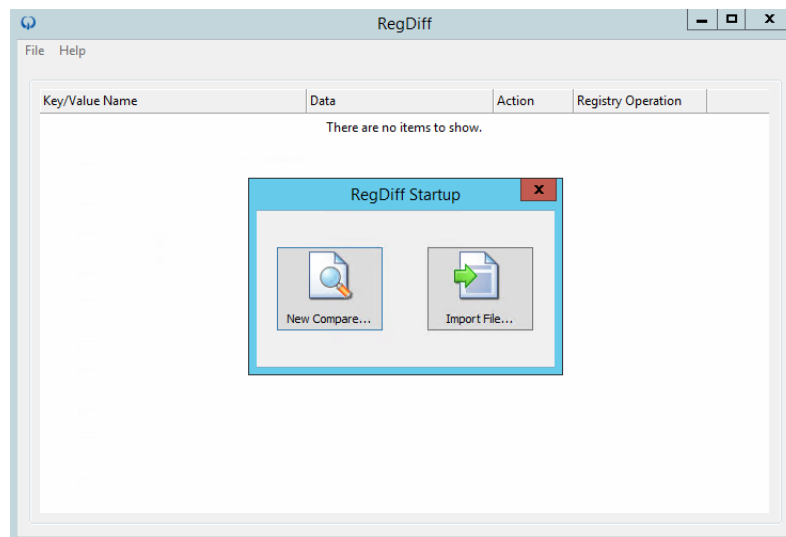 RegDiff
File Help
Key/Value Name Data Action Registry Operation
There are no items to show.
RegDiff Startup
New Compare... Import File...